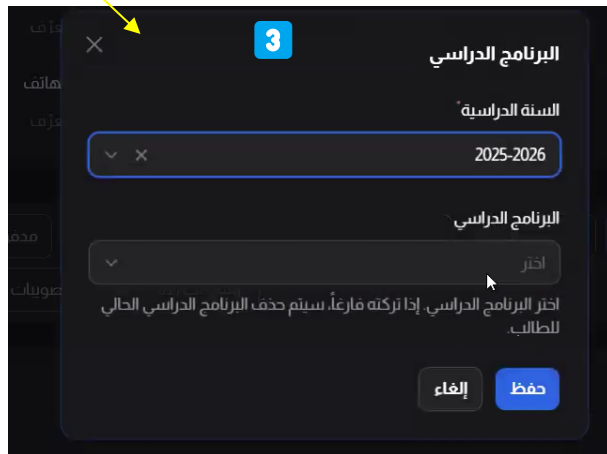 3
البرنامج الدراسي
السنة الدراسية*
2025-2026
البرنامج الدراسي
اختر
اختر البرنامج الدراسي. إذا تركته فارغاً، سيتم حذف البرنامج الدراسي الحالي
للطالب.
حفظ
إلغاء
هاتف